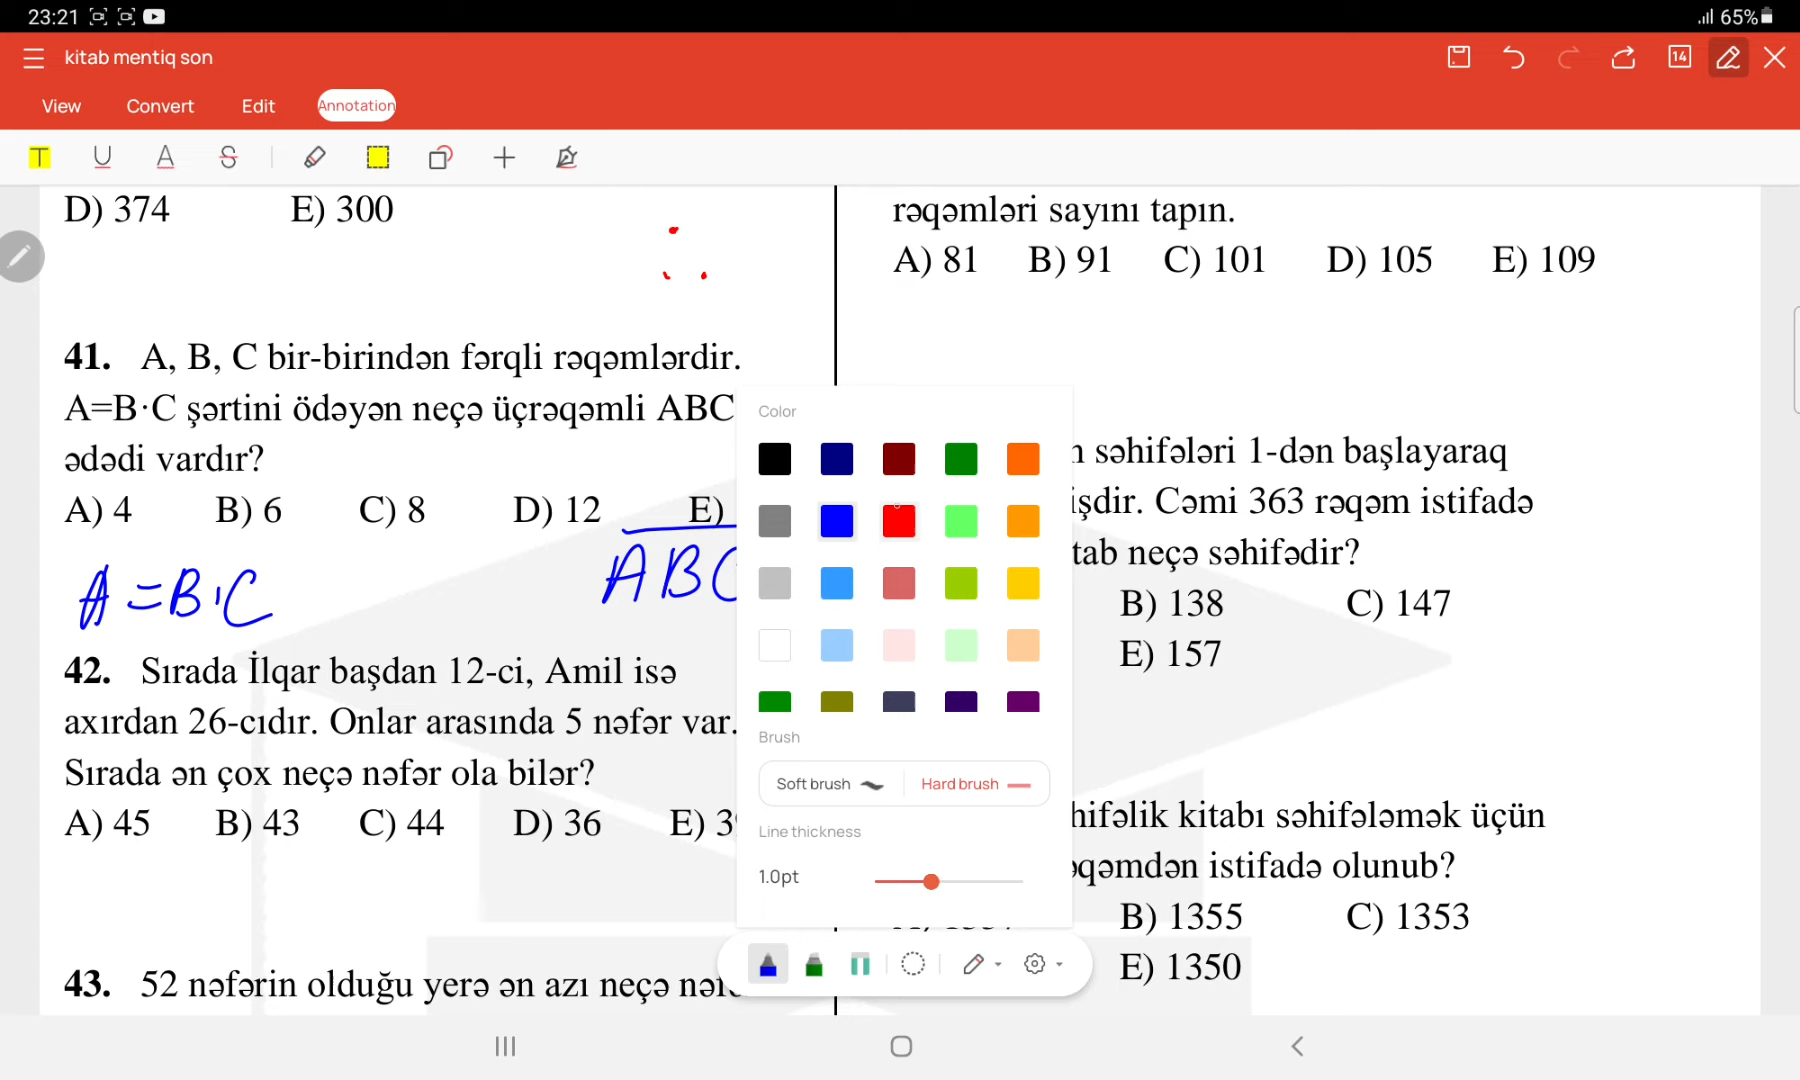 23:21
65%
kitab mentiq son
14
View Convert Edit Annotation
T U A S
D) 374 E) 300
41. A, B, C bir-birindən fərqli rəqəmlərdir.
A=B·C şərtini ödəyən neçə üçrəqəmli ABC
ədədi vardır?
A) 4 B) 6 C) 8 D) 12 E)
A=B·C
ABC
42. Sırada İlqar başdan 12-ci, Amil isə
axırdan 26-cıdır. Onlar arasında 5 nəfər var.
Sırada ən çox neçə nəfər ola bilər?
A) 45 B) 43 C) 44 D) 36 E) 3
43. 52 nəfərin olduğu yerə ən azı neçə
rəqəmləri sayını tapın.
A) 81 B) 91 C) 101 D) 105 E) 109
səhifələri 1-dən başlayaraq
işdir. Cəmi 363 rəqəm istifadə
tab neçə səhifədir?
B) 138 C) 147
E) 157
hifəlik kitabı səhifələmək üçün
əqəmdən istifadə olunub?
B) 1355 C) 1353
E) 1350
Color
Brush
Soft brush Hard brush
Line thickness
1.0pt